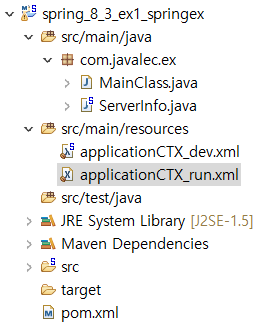 spring_8_3_ex1_springex
src/main/java
com.javalec.ex
MainClass.java
ServerInfo.java
src/main/resources
applicationCTX_dev.xml
applicationCTX_run.xml
src/test/java
JRE System Library [J2SE-1.5]
Maven Dependencies
src
target
pom.xml